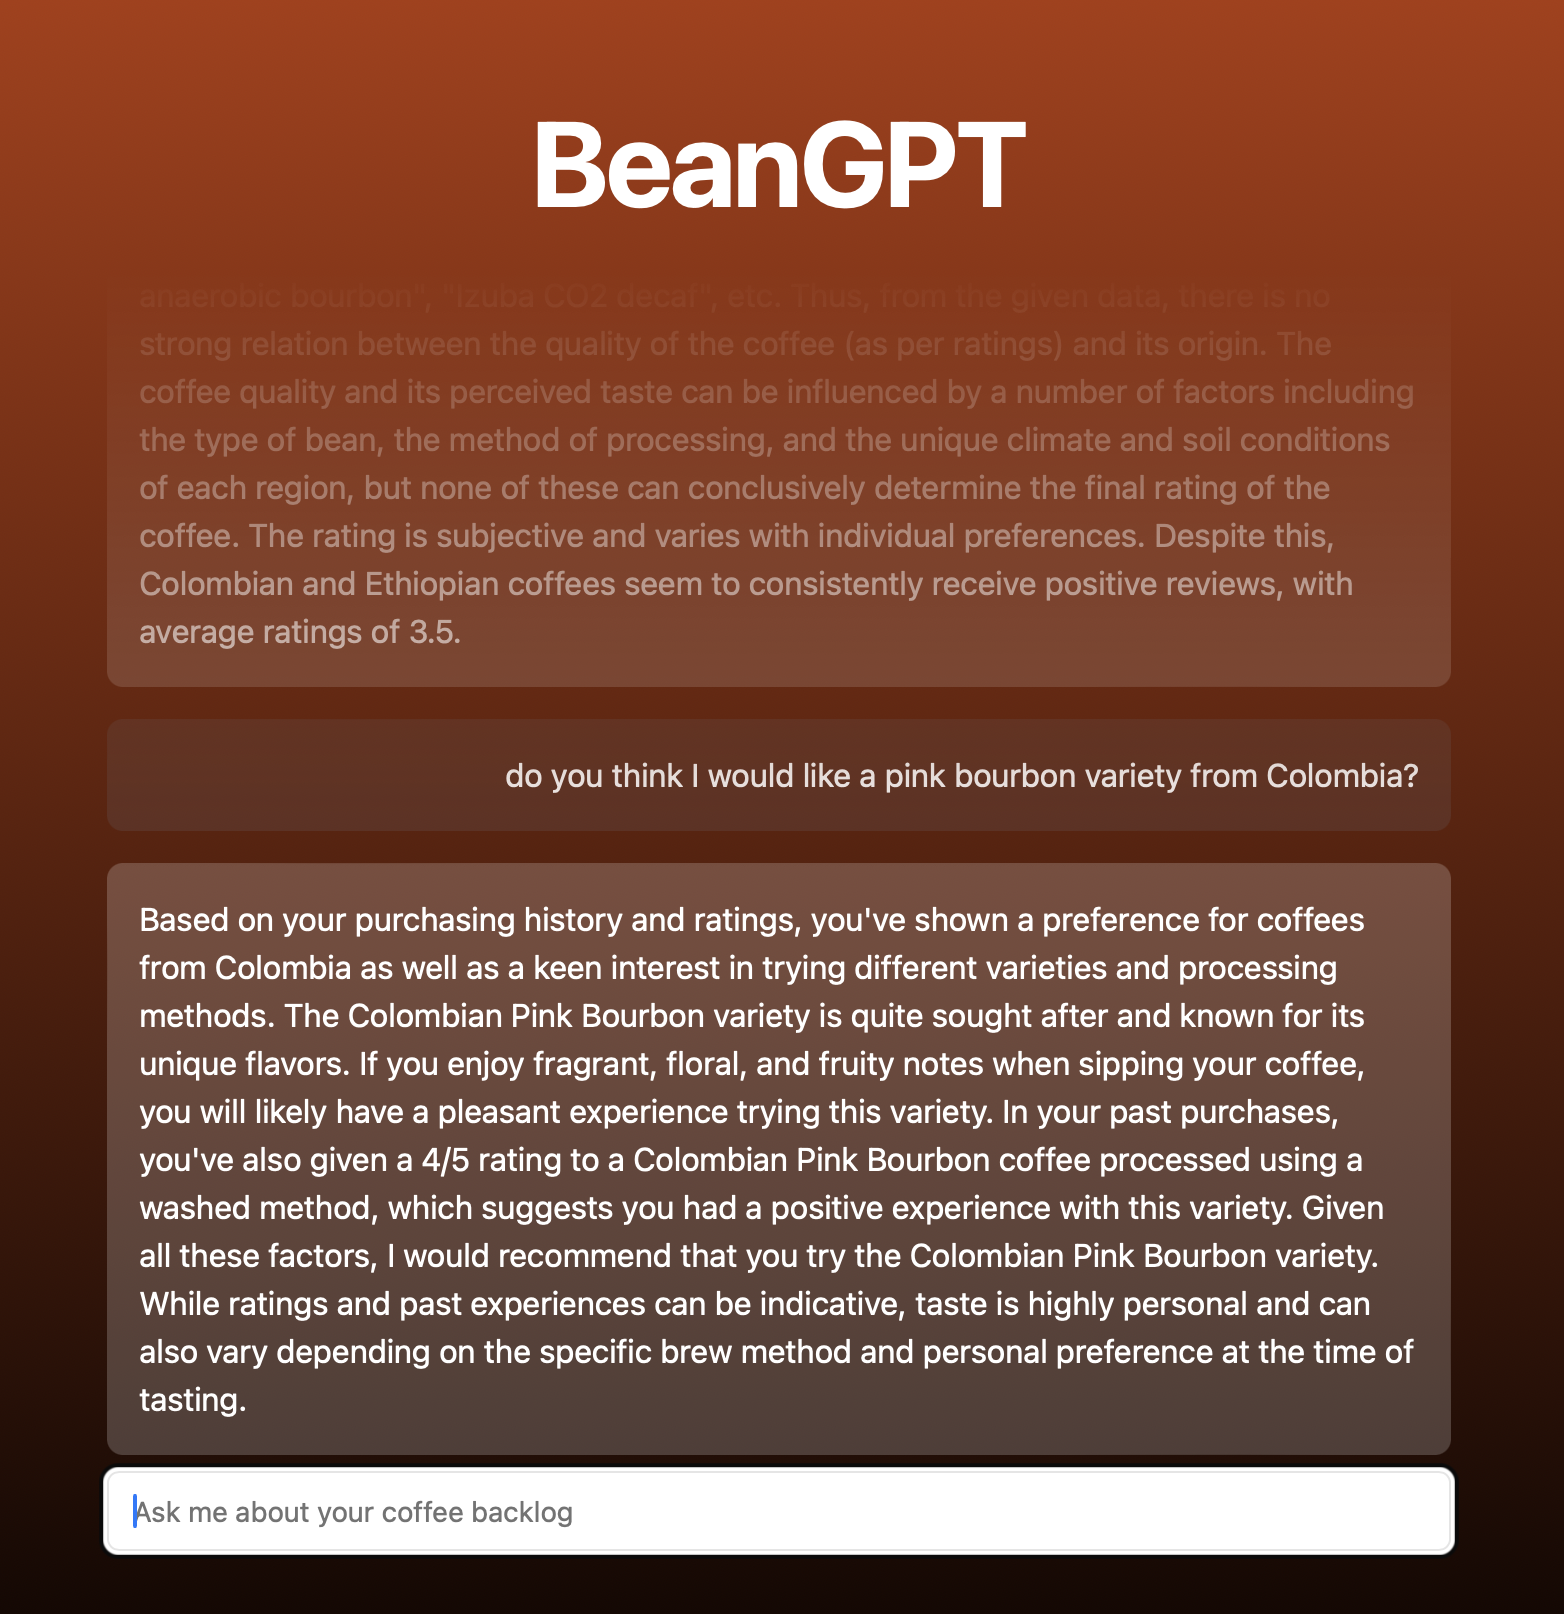 BeanGPT
anaerobic bourbon", "Izuba CO2 decaf", etc. Thus, from the given data, there is no
strong relation between the quality of the coffee (as per ratings) and its origin. The
coffee quality and its perceived taste can be influenced by a number of factors including
the type of bean, the method of processing, and the unique climate and soil conditions
of each region, but none of these can conclusively determine the final rating of the
coffee. The rating is subjective and varies with individual preferences. Despite this,
Colombian and Ethiopian coffees seem to consistently receive positive reviews, with
average ratings of 3.5.
do you think I would like a pink bourbon variety from Colombia?
Based on your purchasing history and ratings, you've shown a preference for coffees
from Colombia as well as a keen interest in trying different varieties and processing
methods. The Colombian Pink Bourbon variety is quite sought after and known for its
unique flavors. If you enjoy fragrant, floral, and fruity notes when sipping your coffee,
you will likely have a pleasant experience trying this variety. In your past purchases,
you've also given a 4/5 rating to a Colombian Pink Bourbon coffee processed using a
washed method, which suggests you had a positive experience with this variety. Given
all these factors, I would recommend that you try the Colombian Pink Bourbon variety.
While ratings and past experiences can be indicative, taste is highly personal and can
also vary depending on the specific brew method and personal preference at the time of
tasting.
Ask me about your coffee backlog